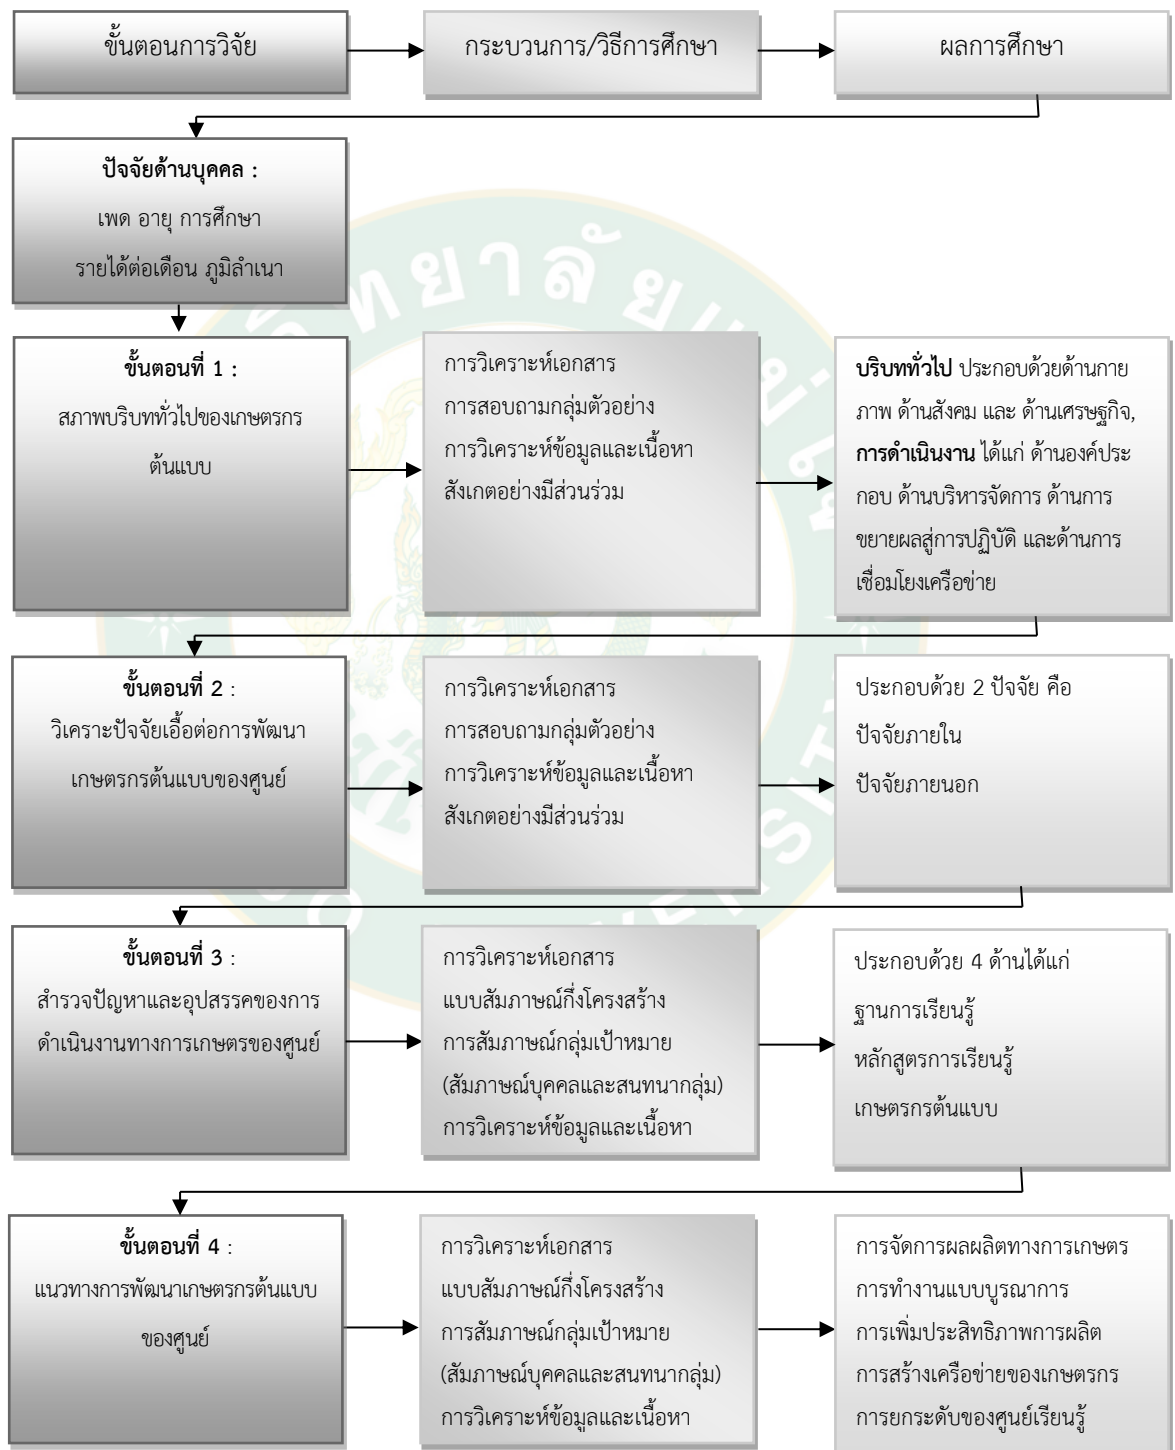 ขั้นตอนการวิจัย
กระบวนการ/วิธีการศึกษา
ผลการศึกษา
ปัจจัยด้านบุคคล :
เพด อายุ การศึกษา
รายได้ต่อเดือน ภูมิลำเนา
ขั้นตอนที่ 1 :
สภาพบริบททั่วไปของเกษตรกร
ต้นแบบ
การวิเคราะห์เอกสาร
การสอบถามกลุ่มตัวอย่าง
การวิเคราะห์ข้อมูลและเนื้อหา
สังเกตอย่างมีส่วนร่วม
บริบททั่วไป ประกอบด้วยด้านกาย
ภาพ ด้านสังคม และ ด้านเศรษฐกิจ,
การดำเนินงาน ได้แก่ ด้านองค์ประ
กอบ ด้านบริหารจัดการ ด้านการ
ขยายผลสู่การปฏิบัติ และด้านการ
เชื่อมโยงเครือข่าย
ขั้นตอนที่ 2 :
วิเคราะปัจจัยเอื้อต่อการพัฒนา
เกษตรกรต้นแบบของศูนย์
การวิเคราะห์เอกสาร
การสอบถามกลุ่มตัวอย่าง
การวิเคราะห์ข้อมูลและเนื้อหา
สังเกตอย่างมีส่วนร่วม
ประกอบด้วย 2 ปัจจัย คือ
ปัจจัยภายใน
ปัจจัยภายนอก
ขั้นตอนที่ 3 :
สำรวจปัญหาและอุปสรรคของการ
ดำเนินงานทางการเกษตรของศูนย์
การวิเคราะห์เอกสาร
แบบสัมภาษณ์กึ่งโครงสร้าง
การสัมภาษณ์กลุ่มเป้าหมาย
(สัมภาษณ์บุคคลและสนทนากลุ่ม)
การวิเคราะห์ข้อมูลและเนื้อหา
ประกอบด้วย 4 ด้านได้แก่
ฐานการเรียนรู้
หลักสูตรการเรียนรู้
เกษตรกรต้นแบบ
ขั้นตอนที่ 4 :
แนวทางการพัฒนาเกษตรกรต้นแบบ
ของศูนย์
การวิเคราะห์เอกสาร
แบบสัมภาษณ์กึ่งโครงสร้าง
การสัมภาษณ์กลุ่มเป้าหมาย
(สัมภาษณ์บุคคลและสนทนากลุ่ม)
การวิเคราะห์ข้อมูลและเนื้อหา
การจัดการผลผลิตทางการเกษตร
การทำงานแบบบูรณาการ
การเพิ่มประสิทธิภาพการผลิต
การสร้างเครือข่ายของเกษตรกร
การยกระดับของศูนย์เรียนรู้